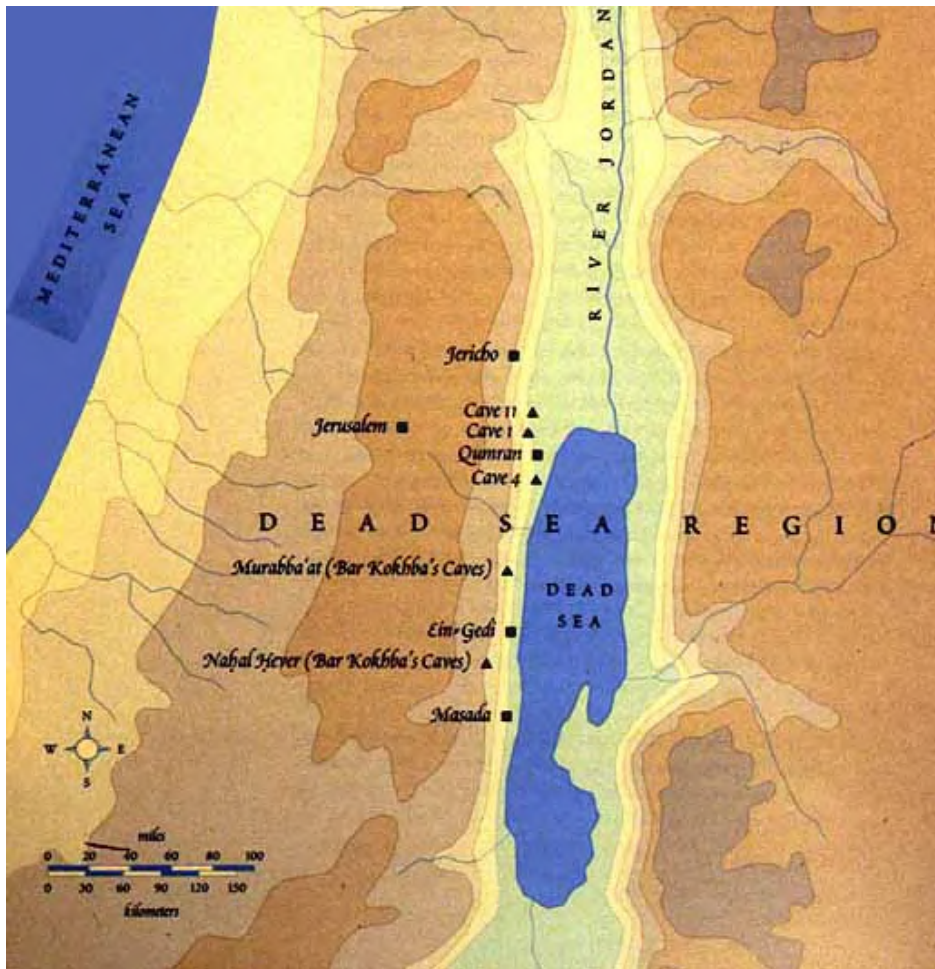 MEDITERRANEAN
SEA
RIVER JORDAN
Jericho
Cave 11
Cave 1
Jerusalem
Qumran
Cave 4
DEAD SEA REGION
Murabba'at (Bar Kokhba's Caves)
DEAD
SEA
Ein-Gedi
Nahal Hever (Bar Kokhba's Caves)
Masada
N
W E
S
miles
0 20 40 60 80 100
0 30 60 90 120 150
kilometers